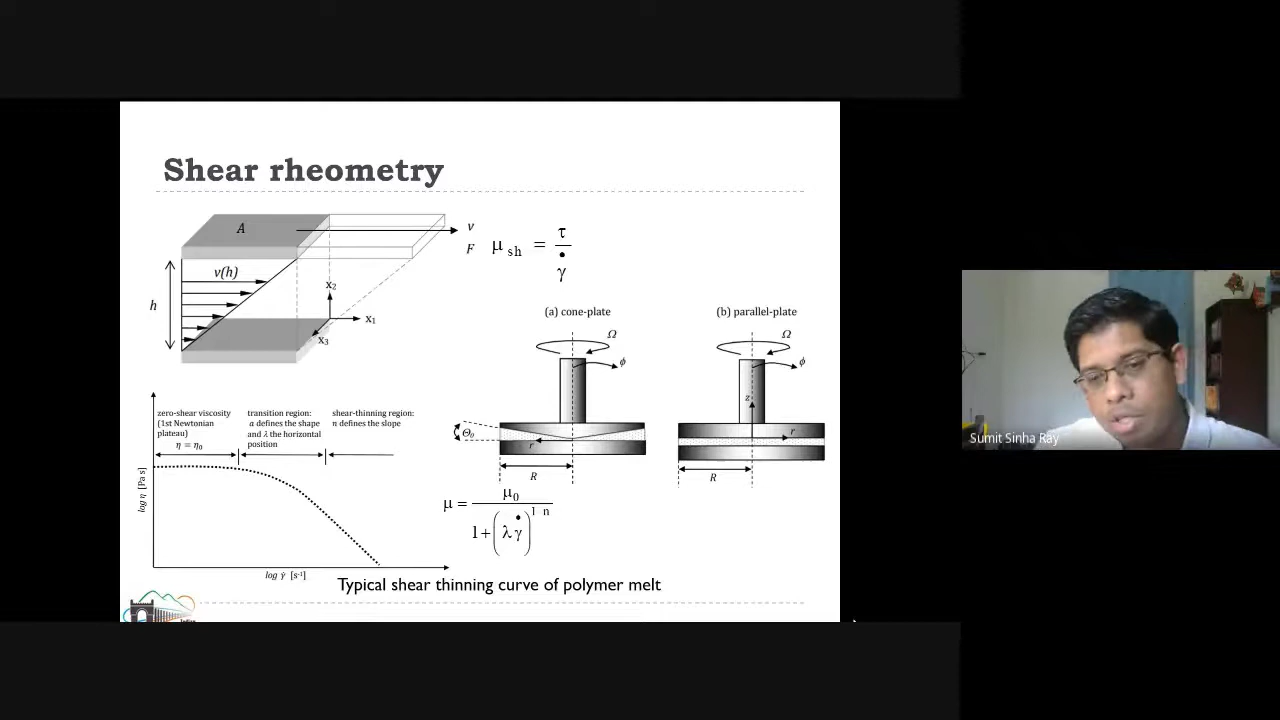 Shear rheometry
A
v
F
v(h)
h
x₂
x₁
x₃
μ sh = τ / γ̇
(a) cone-plate
Ω
ϕ
Θ₀
r
R
(b) parallel-plate
Ω
ϕ
z
r
R
zero-shear viscosity
(1st Newtonian
plateau)
η = η₀
transition region:
a defines the shape
and λ the horizontal
position
shear-thinning region:
n defines the slope
log η [Pa s]
log γ̇ [s⁻¹]
μ = μ₀ / 1 + (λ γ̇)^1 n
Typical shear thinning curve of polymer melt
Sumit Sinha Ray